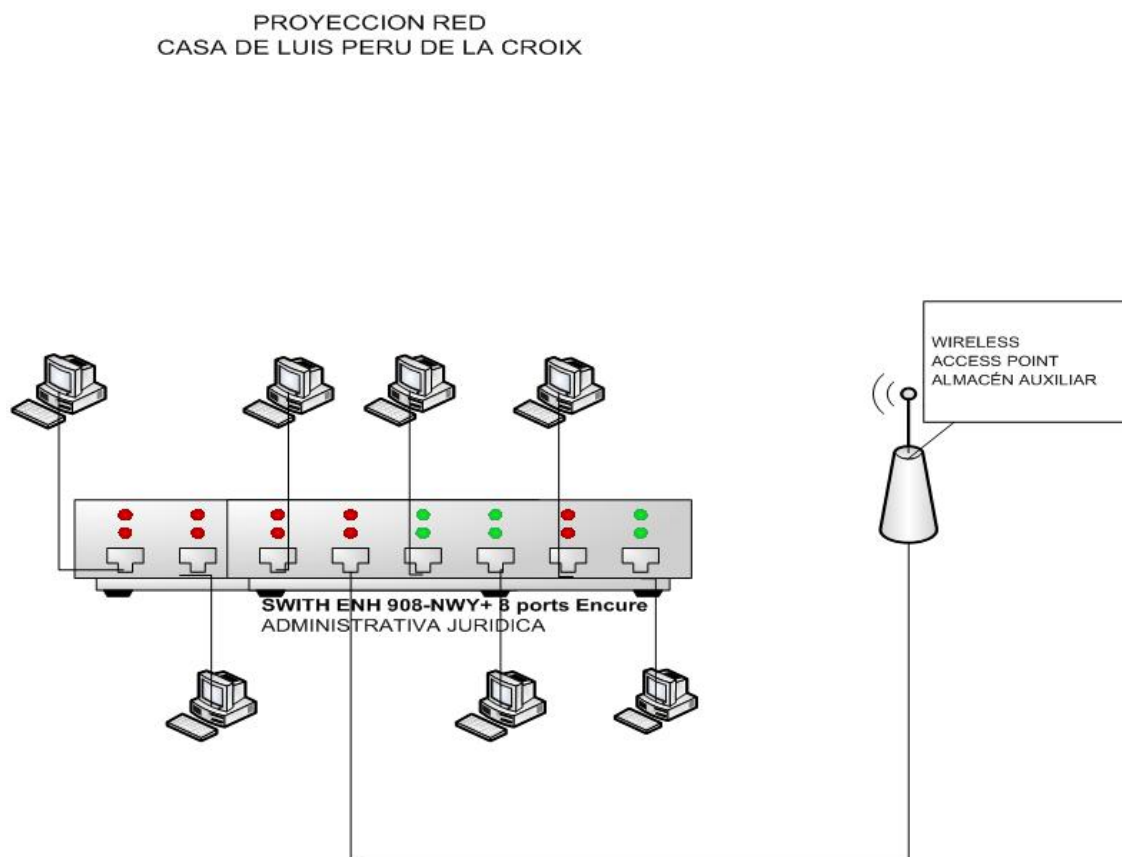 PROYECCION RED
CASA DE LUIS PERU DE LA CROIX
WIRELESS
ACCESS POINT
ALMACÉN AUXILIAR
SWITH ENH 908-NWY+ 8 ports Encure
ADMINISTRATIVA JURIDICA